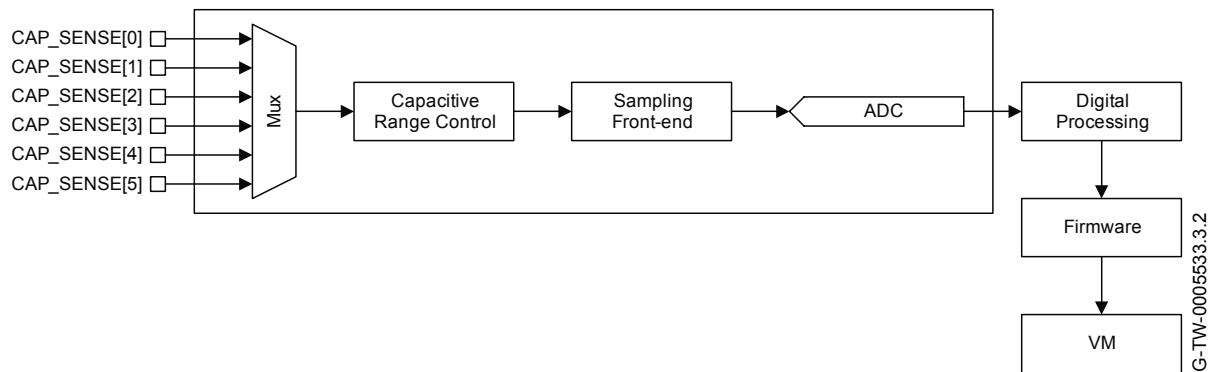 CAP_SENSE[0]
CAP_SENSE[1]
CAP_SENSE[2]
CAP_SENSE[3]
CAP_SENSE[4]
CAP_SENSE[5]
Mux
Capacitive
Range Control
Sampling
Front-end
ADC
Digital
Processing
Firmware
VM
G-TW-0005533.3.2